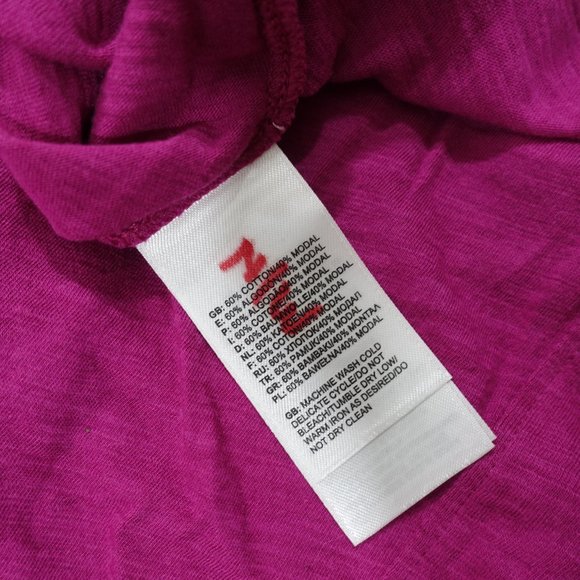 GB: 60% COTTON/40% MODAL
E: 60% ALGODON/40% MODAL
P: 60% ALGODAO/40% MODAL
I: 60% COTONE/40% MODAL
D: 60% BAUMWOLLE/40% MODAL
NL: 60% KATOEN/40% MODAL
F: 60% COTON/40% MODAL
RU: 60% ХЛОПОК/40% МОДАЛ
TR: 60% PAMUK/40% MODAL
GR: 60% ΒΑΜΒΑΚΙ/40% ΜΟΝΤΑΛ
PL: 60% BAWEŁNA/40% MODAL
GB: MACHINE WASH COLD
DELICATE CYCLE/DO NOT
BLEACH/TUMBLE DRY LOW/
WARM IRON AS DESIRED/DO
NOT DRY CLEAN